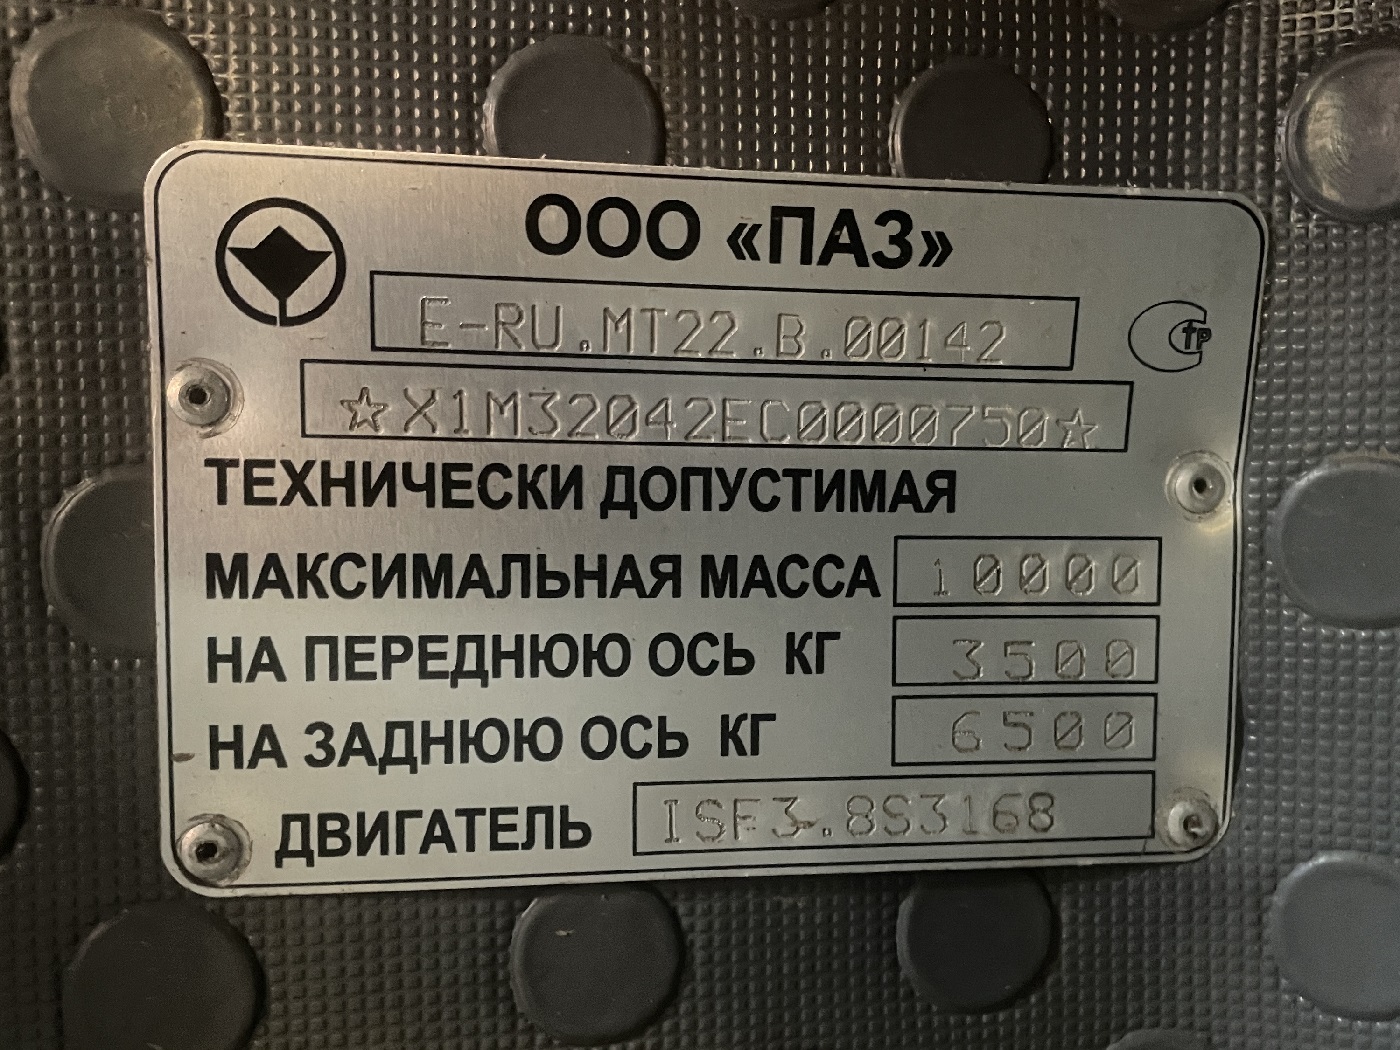 ООО «ПАЗ»
E-RU.MT22.B.00142
☆X1M32042EC0000750☆
ТЕХНИЧЕСКИ ДОПУСТИМАЯ
МАКСИМАЛЬНАЯ МАССА 10000
НА ПЕРЕДНЮЮ ОСЬ КГ 3500
НА ЗАДНЮЮ ОСЬ КГ 6500
ДВИГАТЕЛЬ ISF3.8S3168